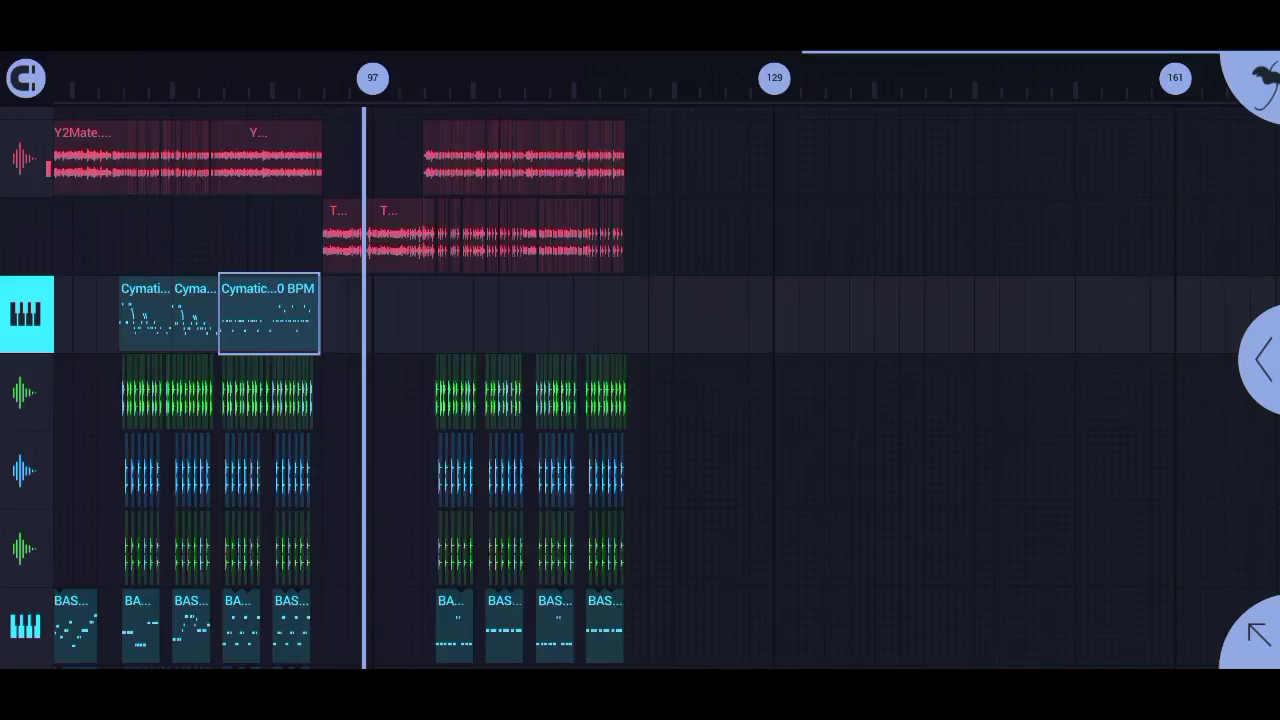 97 129 161
Y2Mate.... Y...
T... T...
Cymati... Cyma... Cymatic...0 BPM
BAS... BA... BAS... BA... BAS... BA... BAS... BAS... BAS...